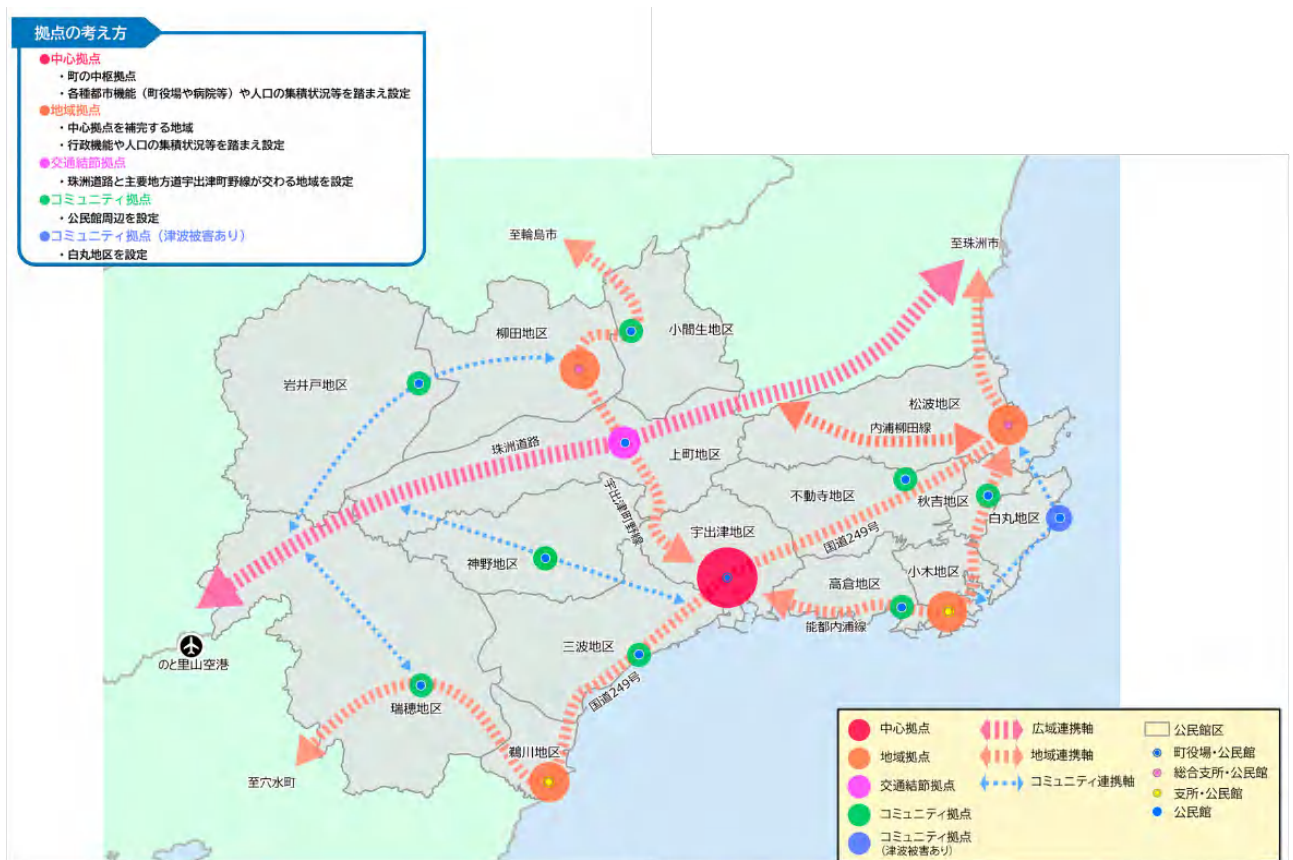 拠点の考え方
●中心拠点
・町の中枢拠点
・各種都市機能（町役場や病院等）や人口の集積状況等を踏まえ設定
●地域拠点
・中心拠点を補完する地域
・行政機能や人口の集積状況等を踏まえ設定
●交通結節拠点
・珠洲道路と主要地方道宇出津町野線が交わる地域を設定
●コミュニティ拠点
・公民館周辺を設定
●コミュニティ拠点（津波被害あり）
・白丸地区を設定
至輪島市
至珠洲市
柳田地区
小間生地区
岩井戸地区
松波地区
内浦柳田線
珠洲道路
上町地区
宇出津町野線
不動寺地区
秋吉地区
白丸地区
宇出津地区
国道249号
神野地区
高倉地区
小木地区
能都内浦線
三波地区
のと里山空港
国道249号
瑞穂地区
鵜川地区
至穴水町
中心拠点
地域拠点
交通結節拠点
コミュニティ拠点
コミュニティ拠点
（津波被害あり）
広域連携軸
地域連携軸
コミュニティ連携軸
公民館区
町役場・公民館
総合支所・公民館
支所・公民館
公民館